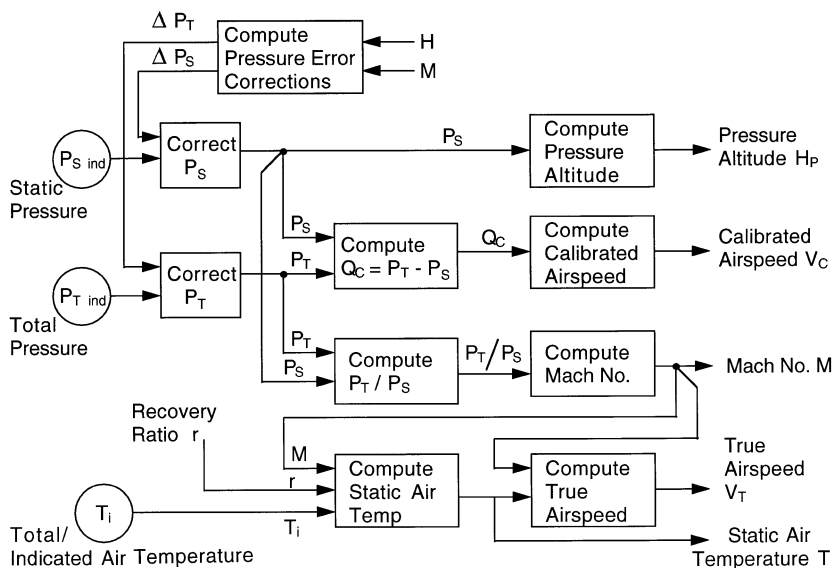 Δ P_T
Δ P_S
Compute
Pressure Error
Corrections
H
M
P_S ind
Static
Pressure
Correct
P_S
P_S
Compute
Pressure
Altitude
Pressure
Altitude H_P
P_S
P_T
Compute
Q_C = P_T - P_S
Q_C
Compute
Calibrated
Airspeed
Calibrated
Airspeed V_C
P_T ind
Total
Pressure
Correct
P_T
P_T
P_S
Compute
P_T / P_S
P_T/P_S
Compute
Mach No.
Mach No. M
Recovery
Ratio r
M
r
T_i
Compute
Static Air
Temp
Compute
True
Airspeed
True
Airspeed
V_T
T_i
Total/
Indicated Air Temperature
Static Air
Temperature T